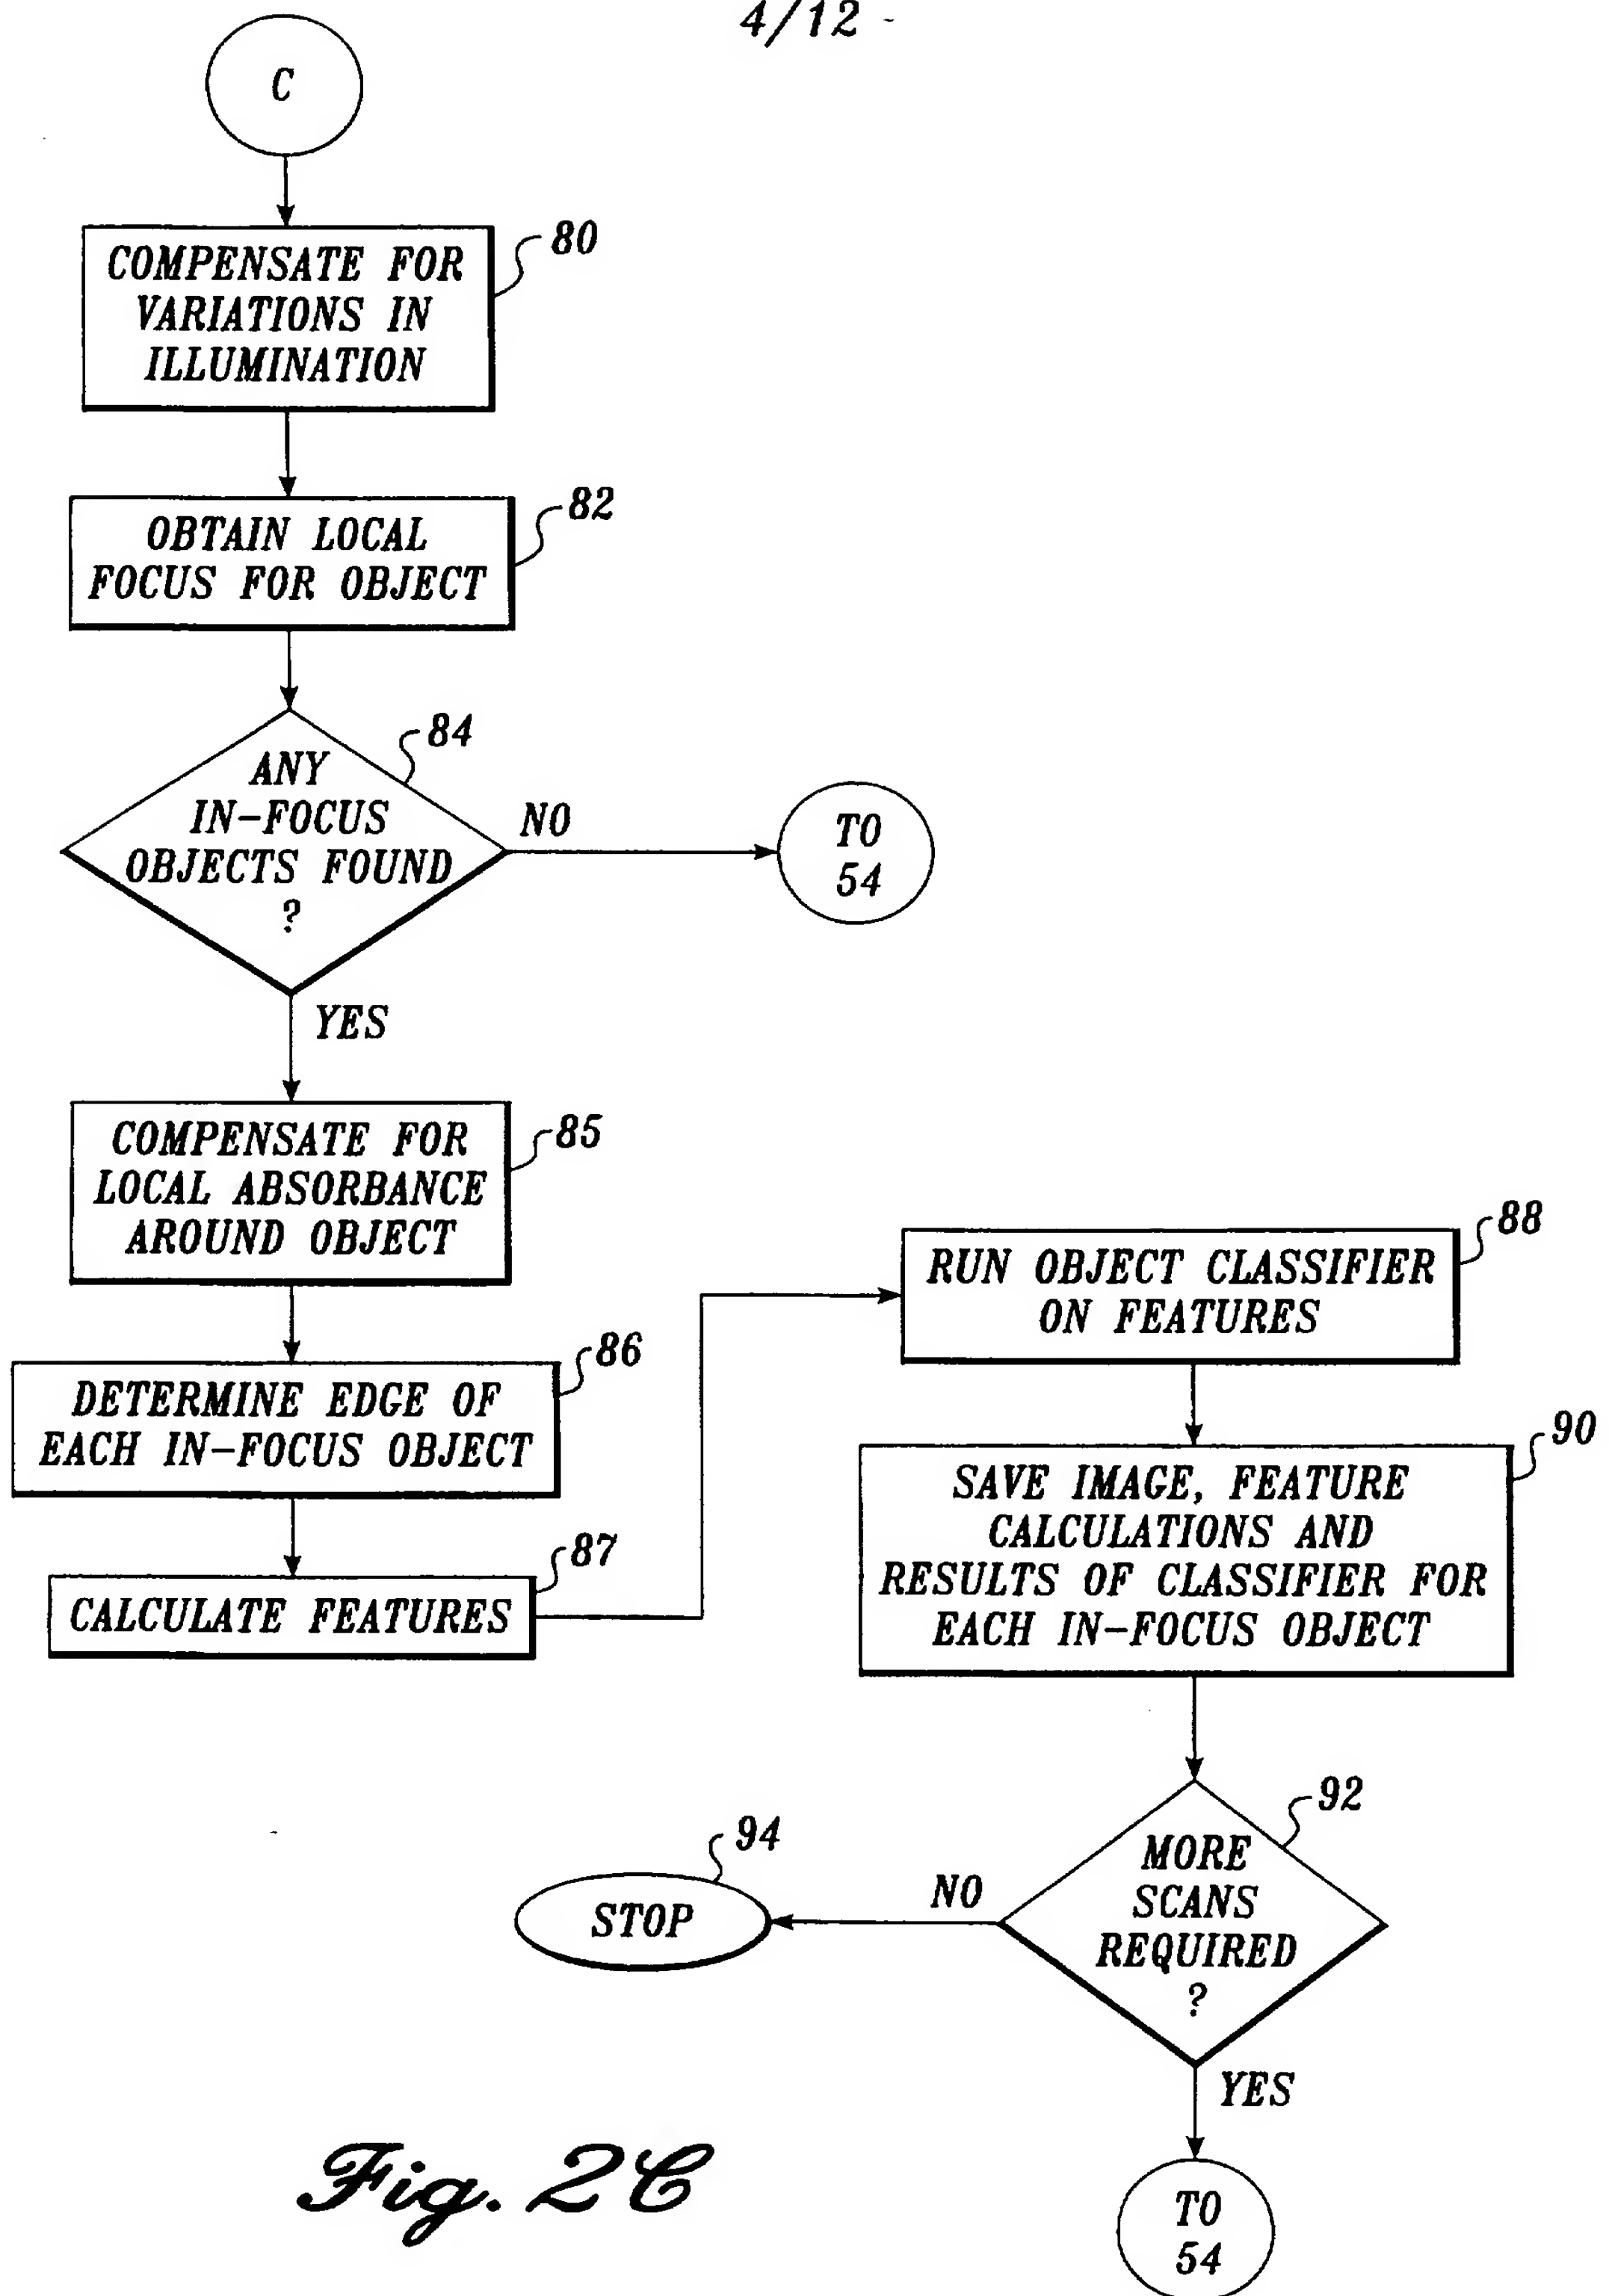 4/12
C
80
COMPENSATE FOR
VARIATIONS IN
ILLUMINATION
82
OBTAIN LOCAL
FOCUS FOR OBJECT
84
ANY
IN-FOCUS
OBJECTS FOUND
?
NO
TO
54
YES
85
COMPENSATE FOR
LOCAL ABSORBANCE
AROUND OBJECT
86
DETERMINE EDGE OF
EACH IN-FOCUS OBJECT
87
CALCULATE FEATURES
88
RUN OBJECT CLASSIFIER
ON FEATURES
90
SAVE IMAGE, FEATURE
CALCULATIONS AND
RESULTS OF CLASSIFIER FOR
EACH IN-FOCUS OBJECT
92
MORE
SCANS
REQUIRED
?
NO
94
STOP
YES
TO
54
Fig. 2C